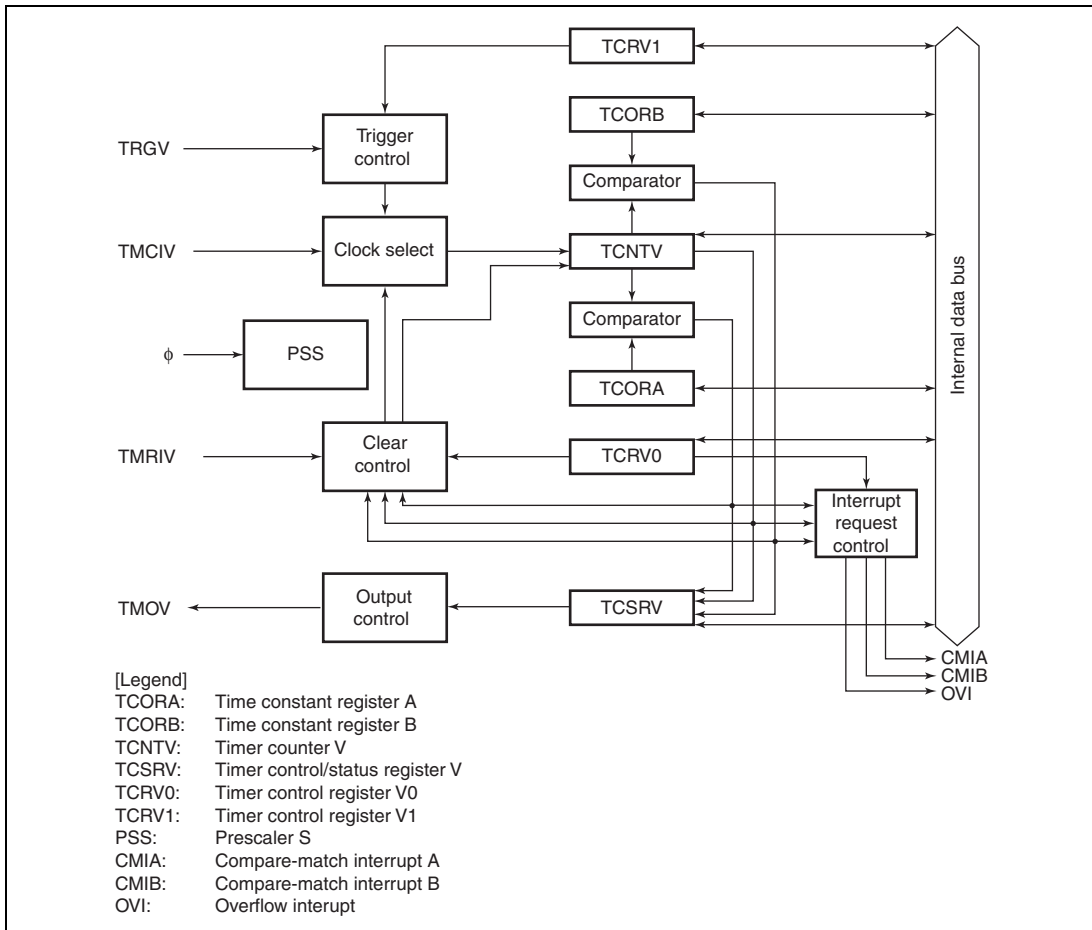 TCRV1
TCORB
TRGV
Trigger
control
Comparator
TMCIV
Clock select
TCNTV
Comparator
φ
PSS
TCORA
Internal data bus
TMRIV
Clear
control
TCRV0
Interrupt
request
control
TMOV
Output
control
TCSRV
CMIA
CMIB
OVI
[Legend]
TCORA: Time constant register A
TCORB: Time constant register B
TCNTV: Timer counter V
TCSRV: Timer control/status register V
TCRV0: Timer control register V0
TCRV1: Timer control register V1
PSS: Prescaler S
CMIA: Compare-match interrupt A
CMIB: Compare-match interrupt B
OVI: Overflow interupt